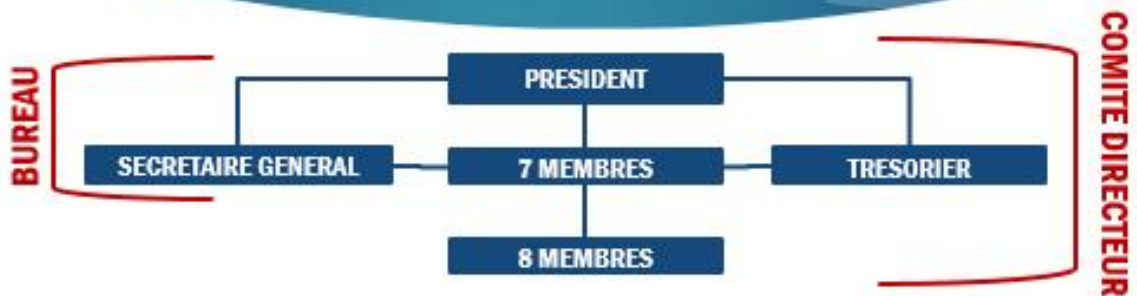 PRESIDENT
BUREAU
SECRETAIRE GENERAL
7 MEMBRES
TRESORIER
8 MEMBRES
COMITE DIRECTEUR